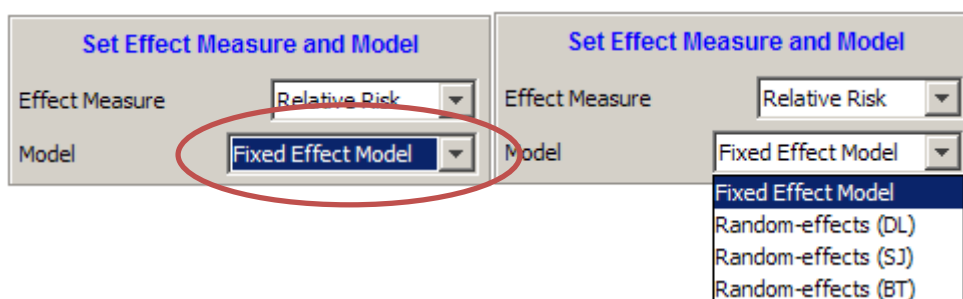 Set Effect Measure and Model
Effect Measure Relative Risk
Model Fixed Effect Model
Set Effect Measure and Model
Effect Measure Relative Risk
Model Fixed Effect Model
Fixed Effect Model
Random-effects (DL)
Random-effects (SJ)
Random-effects (BT)